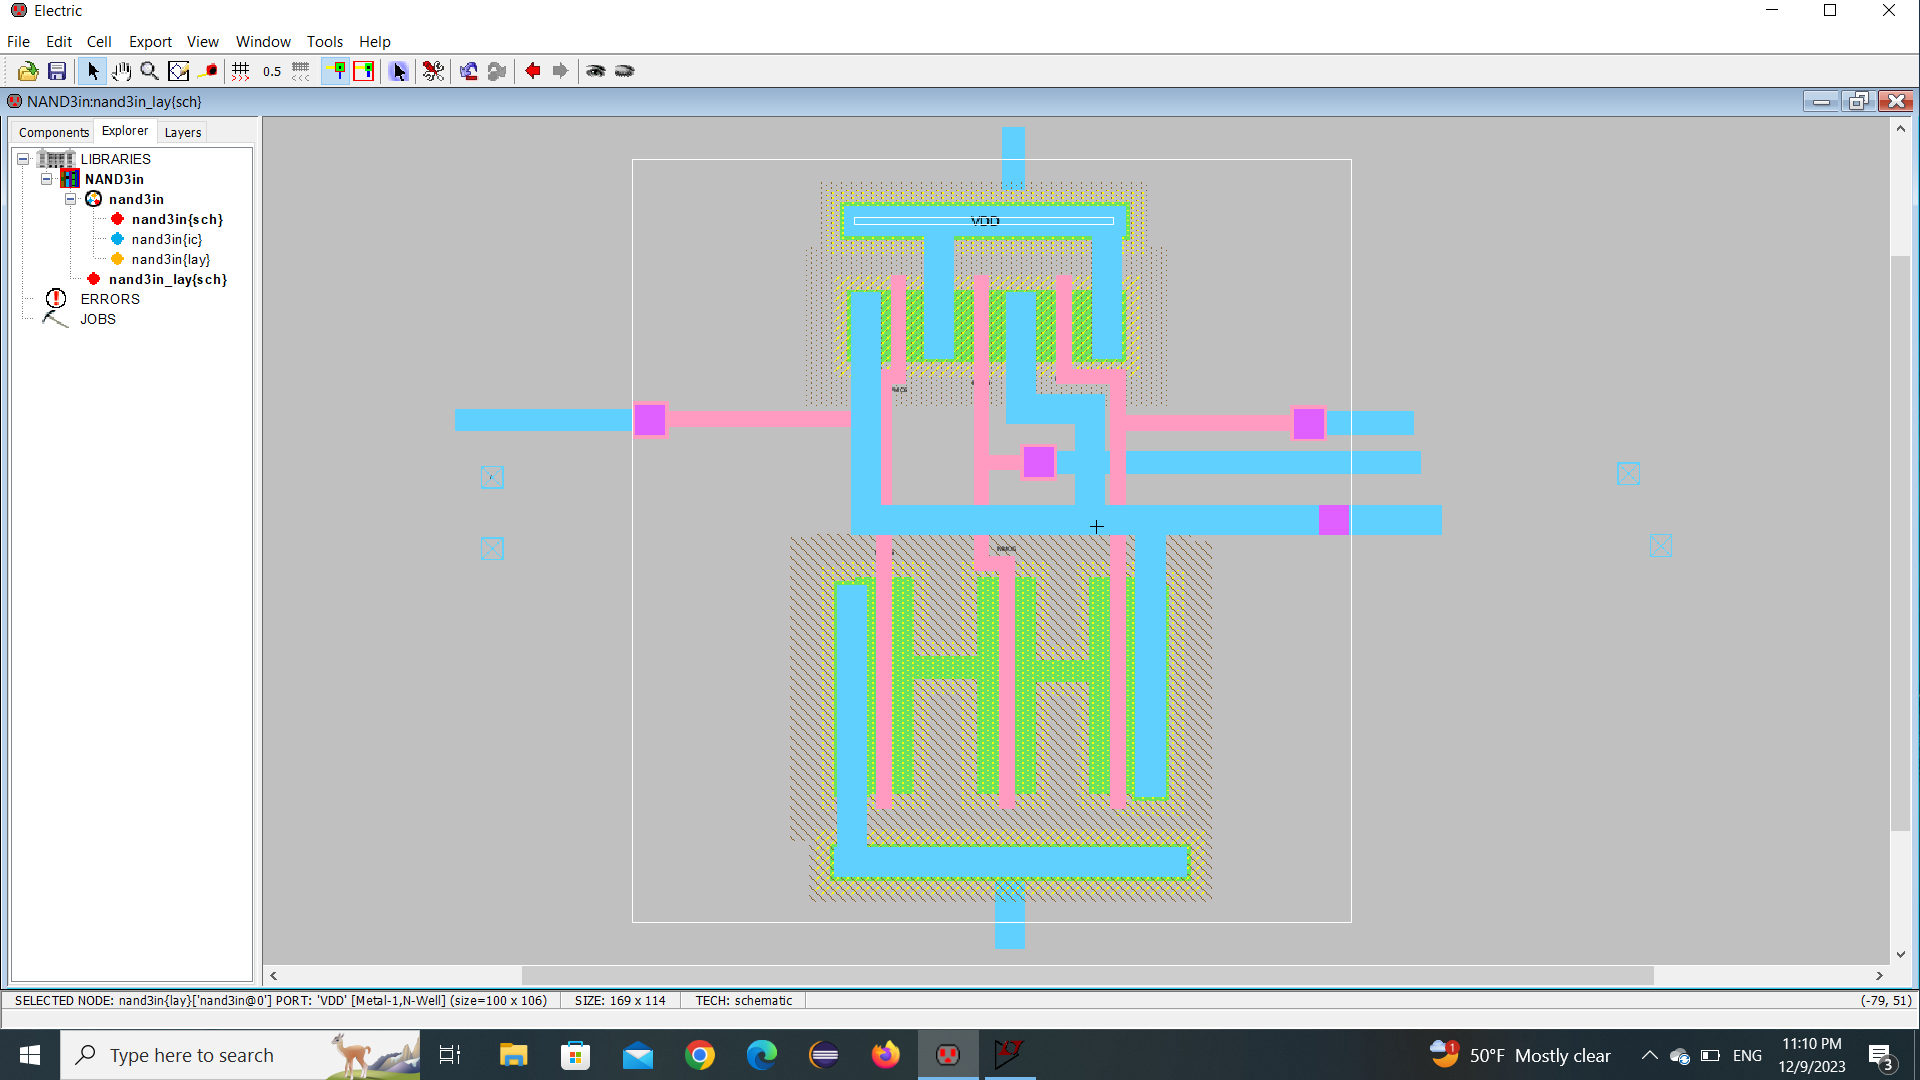 Electric
File Edit Cell Export View Window Tools Help
0.5
NAND3in:nand3in_lay{sch}
Components Explorer Layers
LIBRARIES
NAND3in
nand3in
nand3in{sch}
nand3in{ic}
nand3in{lay}
nand3in_lay{sch}
ERRORS
JOBS
VDD
SELECTED NODE: nand3in{lay}['nand3in@0'] PORT: 'VDD' [Metal-1,N-Well] (size=100 x 106) SIZE: 169 x 114 TECH: schematic (-79, 51)
Type here to search
1
50°F Mostly clear
ENG
11:10 PM
12/9/2023
3